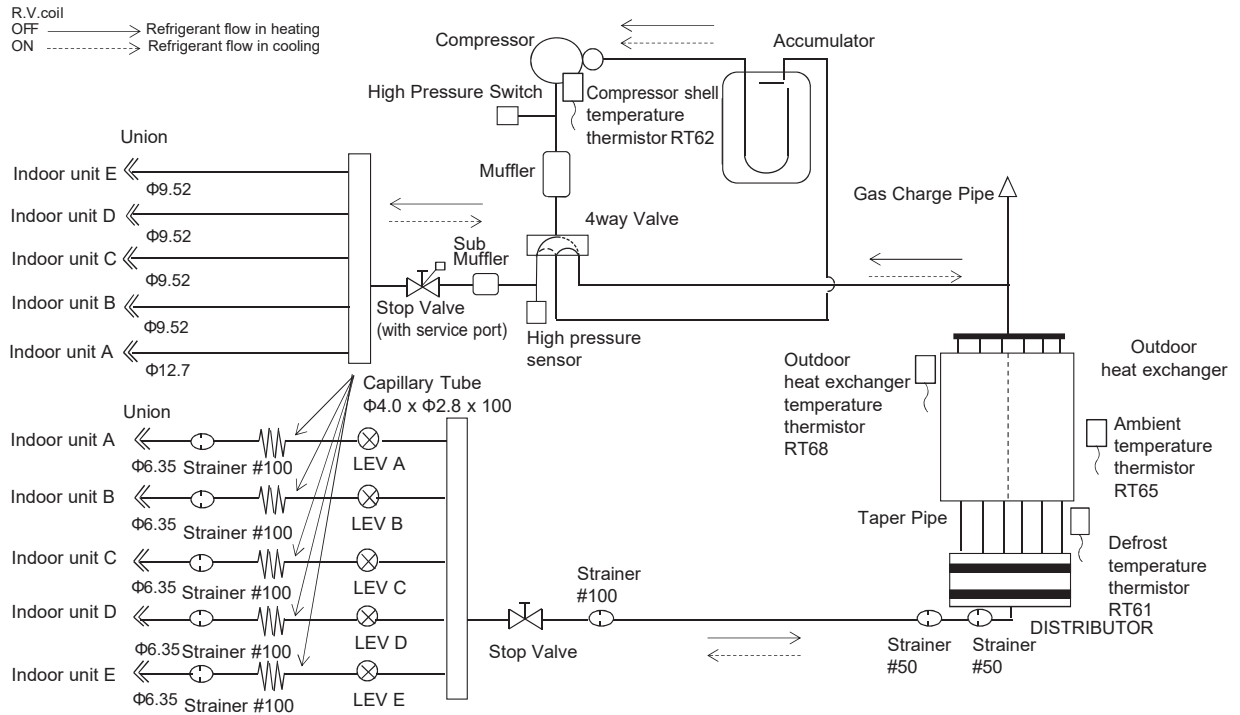 R.V.coil
OFF
Refrigerant flow in heating
ON
Refrigerant flow in cooling
Compressor
Accumulator
High Pressure Switch
Compressor shell
temperature
thermistor RT62
Muffler
4way Valve
Gas Charge Pipe
Union
Indoor unit E
Φ9.52
Indoor unit D
Φ9.52
Indoor unit C
Φ9.52
Indoor unit B
Φ9.52
Indoor unit A
Φ12.7
Sub
Muffler
Stop Valve
(with service port)
High pressure
sensor
Outdoor
heat exchanger
temperature
thermistor
RT68
Outdoor
heat exchanger
Ambient
temperature
thermistor
RT65
Capillary Tube
Φ4.0 x Φ2.8 x 100
Union
Indoor unit A
Φ6.35
Strainer #100
LEV A
Indoor unit B
Φ6.35
Strainer #100
LEV B
Indoor unit C
Φ6.35
Strainer #100
LEV C
Indoor unit D
Φ6.35
Strainer #100
LEV D
Indoor unit E
Φ6.35
Strainer #100
LEV E
Stop Valve
Strainer
#100
Taper Pipe
Defrost
temperature
thermistor
RT61
DISTRIBUTOR
Strainer
#50
Strainer
#50